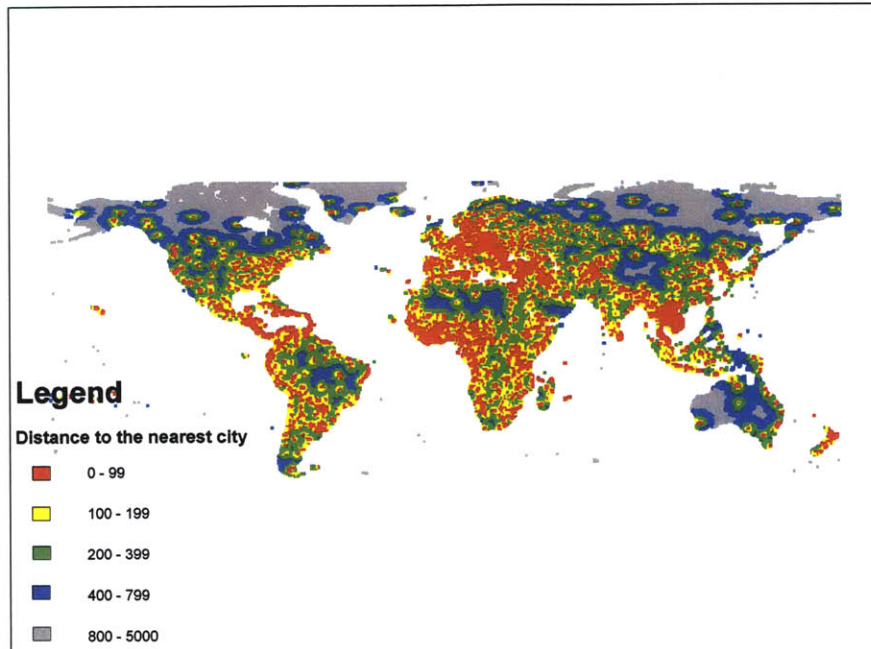 Legend
Distance to the nearest city
0 - 99
100 - 199
200 - 399
400 - 799
800 - 5000